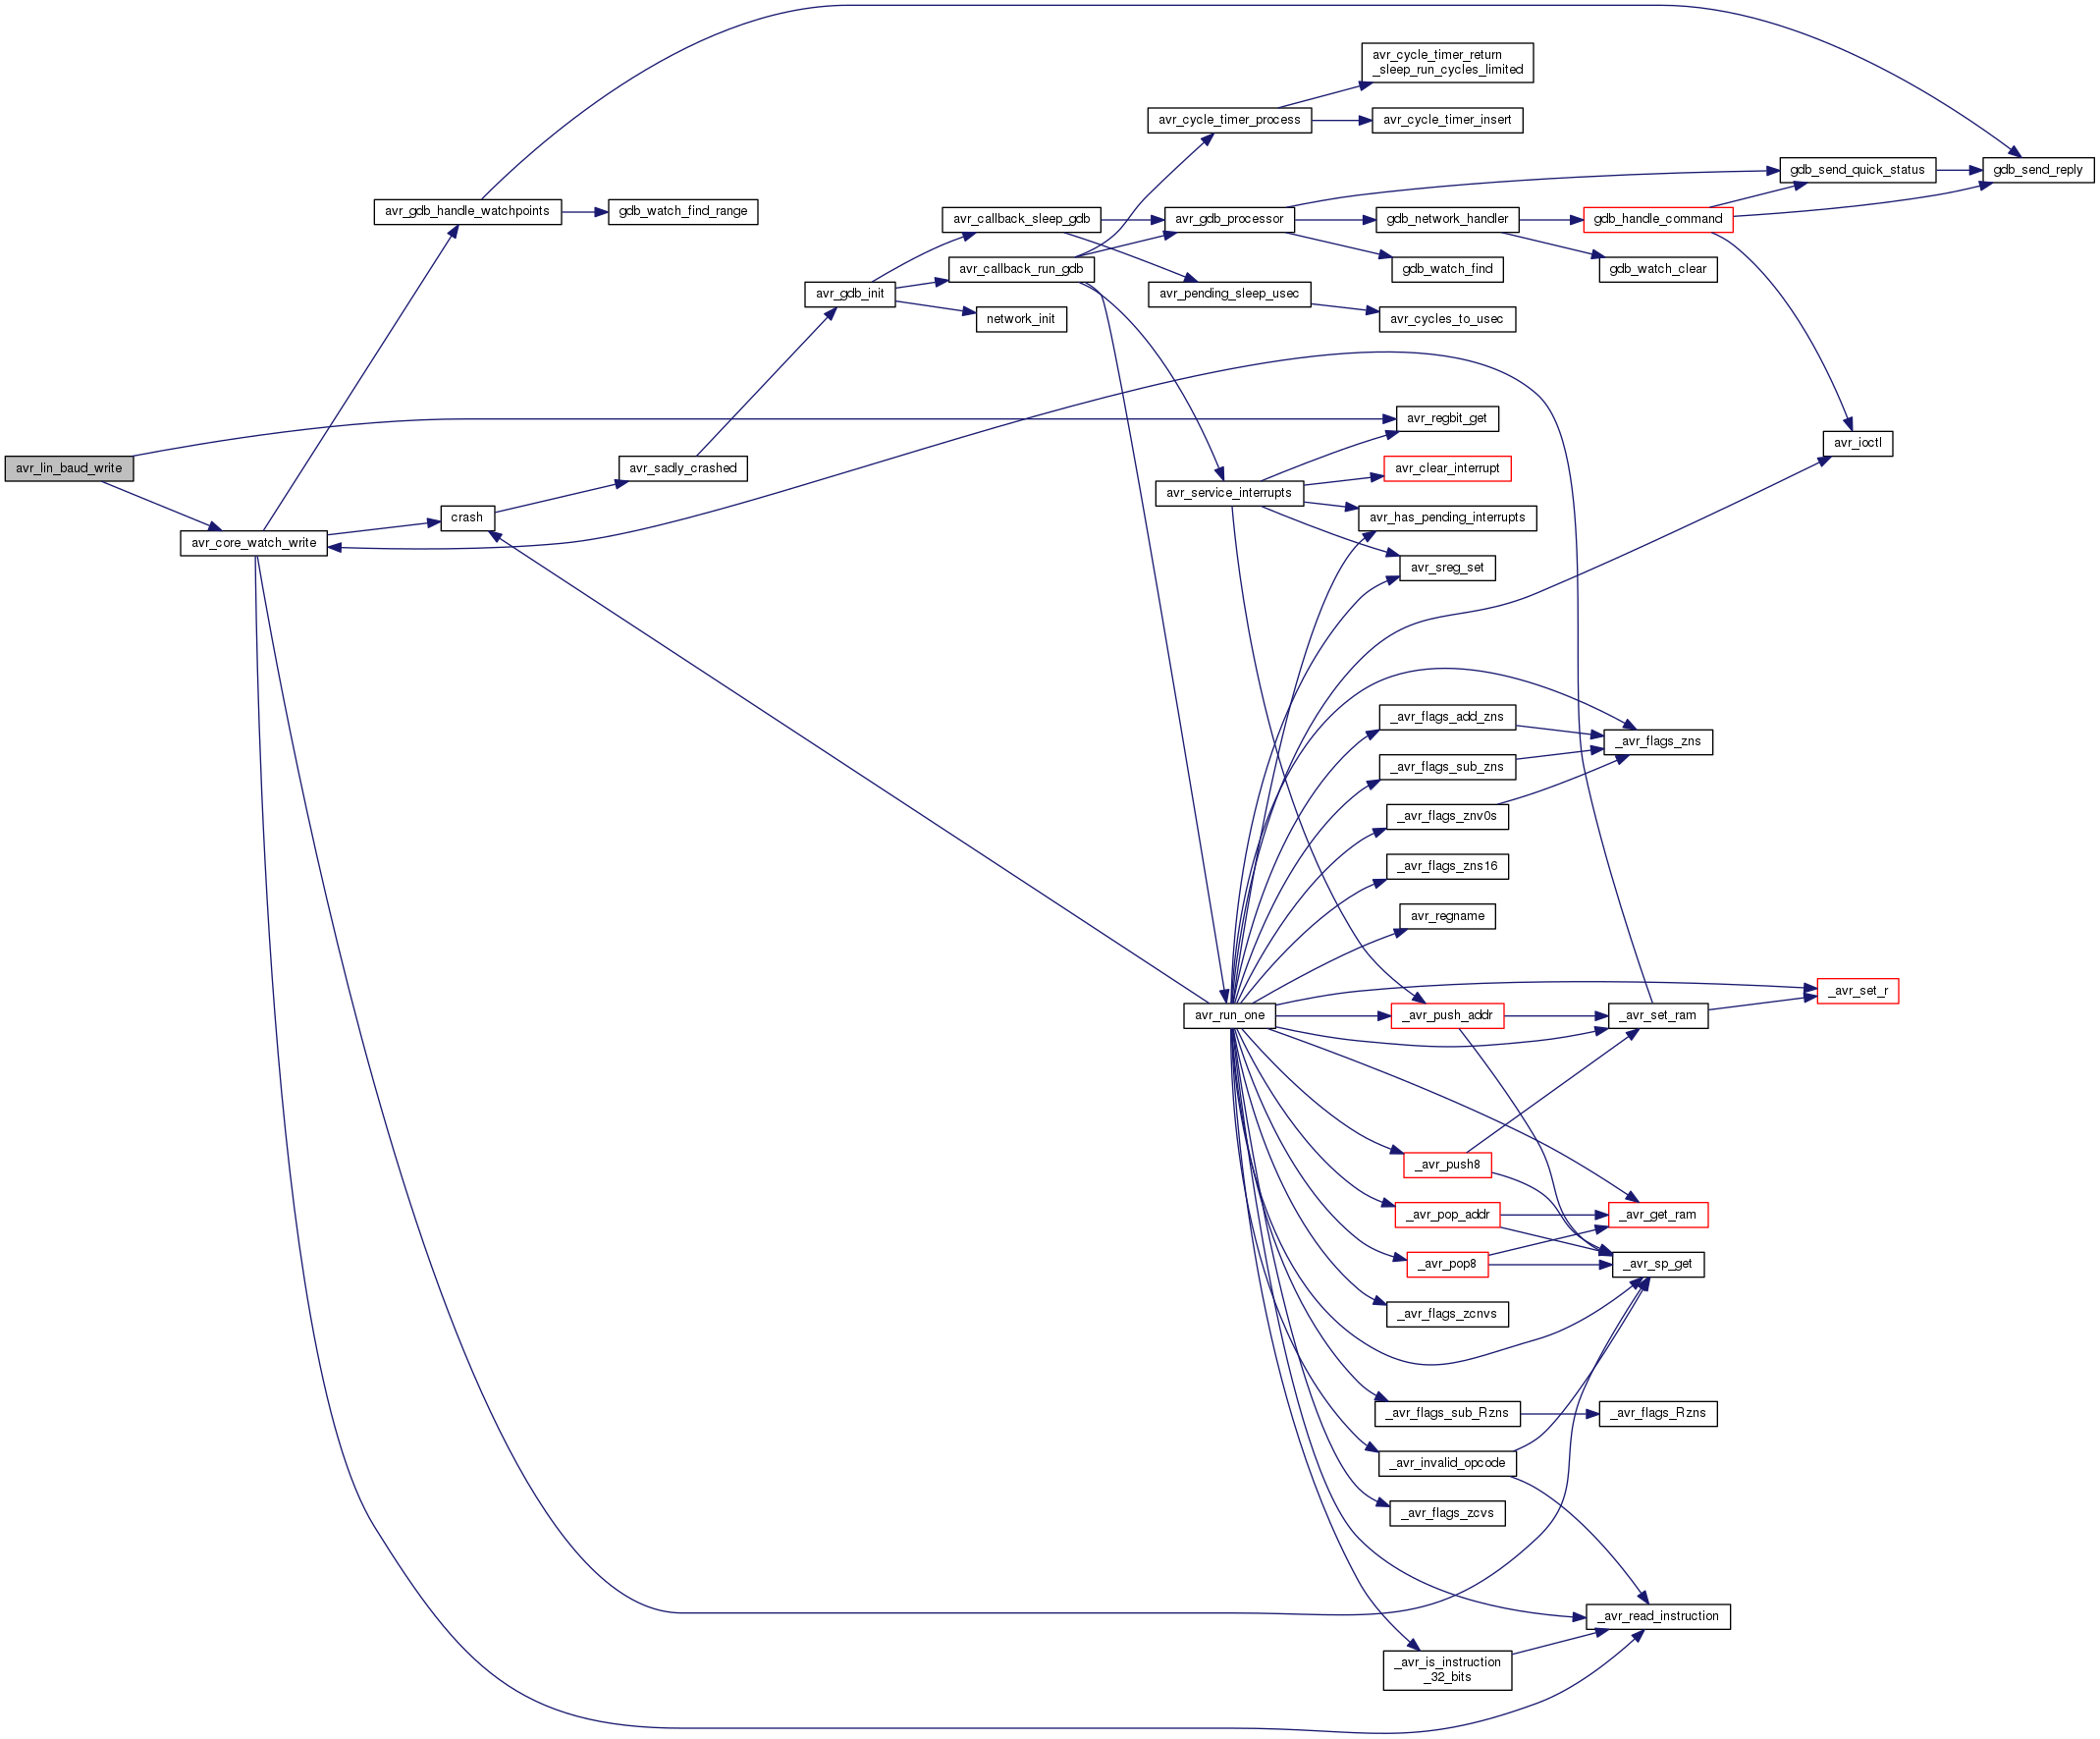 avr_cycle_timer_return
_sleep_run_cycles_limited
avr_cycle_timer_process
avr_cycle_timer_insert
gdb_send_quick_status
gdb_send_reply
avr_gdb_handle_watchpoints
gdb_watch_find_range
avr_callback_sleep_gdb
avr_gdb_processor
gdb_network_handler
gdb_handle_command
avr_callback_run_gdb
gdb_watch_find
gdb_watch_clear
avr_gdb_init
avr_pending_sleep_usec
network_init
avr_cycles_to_usec
avr_regbit_get
avr_ioctl
avr_lin_baud_write
avr_sadly_crashed
avr_clear_interrupt
avr_service_interrupts
crash
avr_has_pending_interrupts
avr_core_watch_write
avr_sreg_set
_avr_flags_add_zns
_avr_flags_zns
_avr_flags_sub_zns
_avr_flags_znv0s
_avr_flags_zns16
avr_regname
_avr_set_r
avr_run_one
_avr_push_addr
_avr_set_ram
_avr_push8
_avr_pop_addr
_avr_get_ram
_avr_pop8
_avr_sp_get
_avr_flags_zcnvs
_avr_flags_sub_Rzns
_avr_flags_Rzns
_avr_invalid_opcode
_avr_flags_zcvs
_avr_read_instruction
_avr_is_instruction
_32_bits